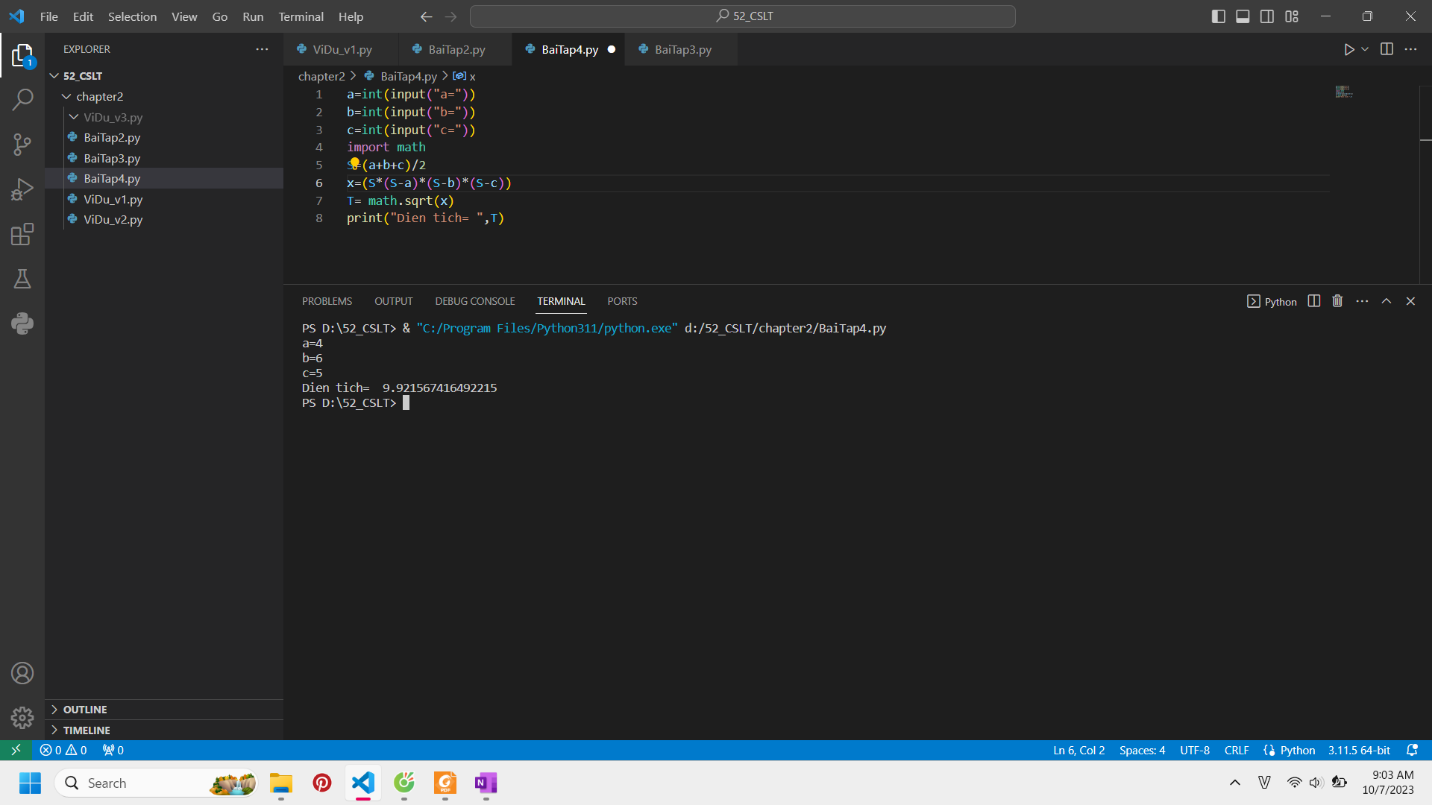 File Edit Selection View Go Run Terminal Help 52_CSLT
EXPLORER
1
52_CSLT
chapter2
ViDu_v3.py
BaiTap2.py
BaiTap3.py
BaiTap4.py
ViDu_v1.py
ViDu_v2.py
OUTLINE
TIMELINE
ViDu_v1.py BaiTap2.py BaiTap4.py BaiTap3.py
chapter2 > BaiTap4.py > x
1 a=int(input("a="))
2 b=int(input("b="))
3 c=int(input("c="))
4 import math
5 S=(a+b+c)/2
6 x=(S*(S-a)*(S-b)*(S-c))
7 T= math.sqrt(x)
8 print("Dien tich= ",T)
PROBLEMS OUTPUT DEBUG CONSOLE TERMINAL PORTS Python
PS D:\52_CSLT> & "C:/Program Files/Python311/python.exe" d:/52_CSLT/chapter2/BaiTap4.py
a=4
b=6
c=5
Dien tich=  9.921567416492215
PS D:\52_CSLT>
0 0 0 Ln 6, Col 2 Spaces: 4 UTF-8 CRLF Python 3.11.5 64-bit
Search
9:03 AM
10/7/2023